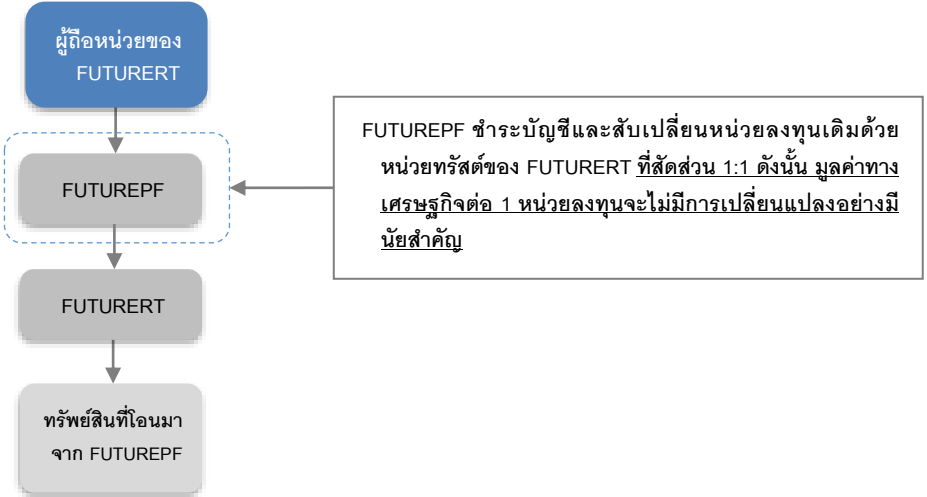 ผู้ถือหน่วยของ
FUTURERT
FUTUREPF
FUTUREPF ชำระบัญชีและสับเปลี่ยนหน่วยลงทุนเดิมด้วย
หน่วยทรัสต์ของ FUTURERT ที่สัดส่วน 1:1 ดังนั้น มูลค่าทาง
เศรษฐกิจต่อ 1 หน่วยลงทุนจะไม่มีการเปลี่ยนแปลงอย่างมี
นัยสำคัญ
FUTURERT
ทรัพย์สินที่โอนมา
จาก FUTUREPF